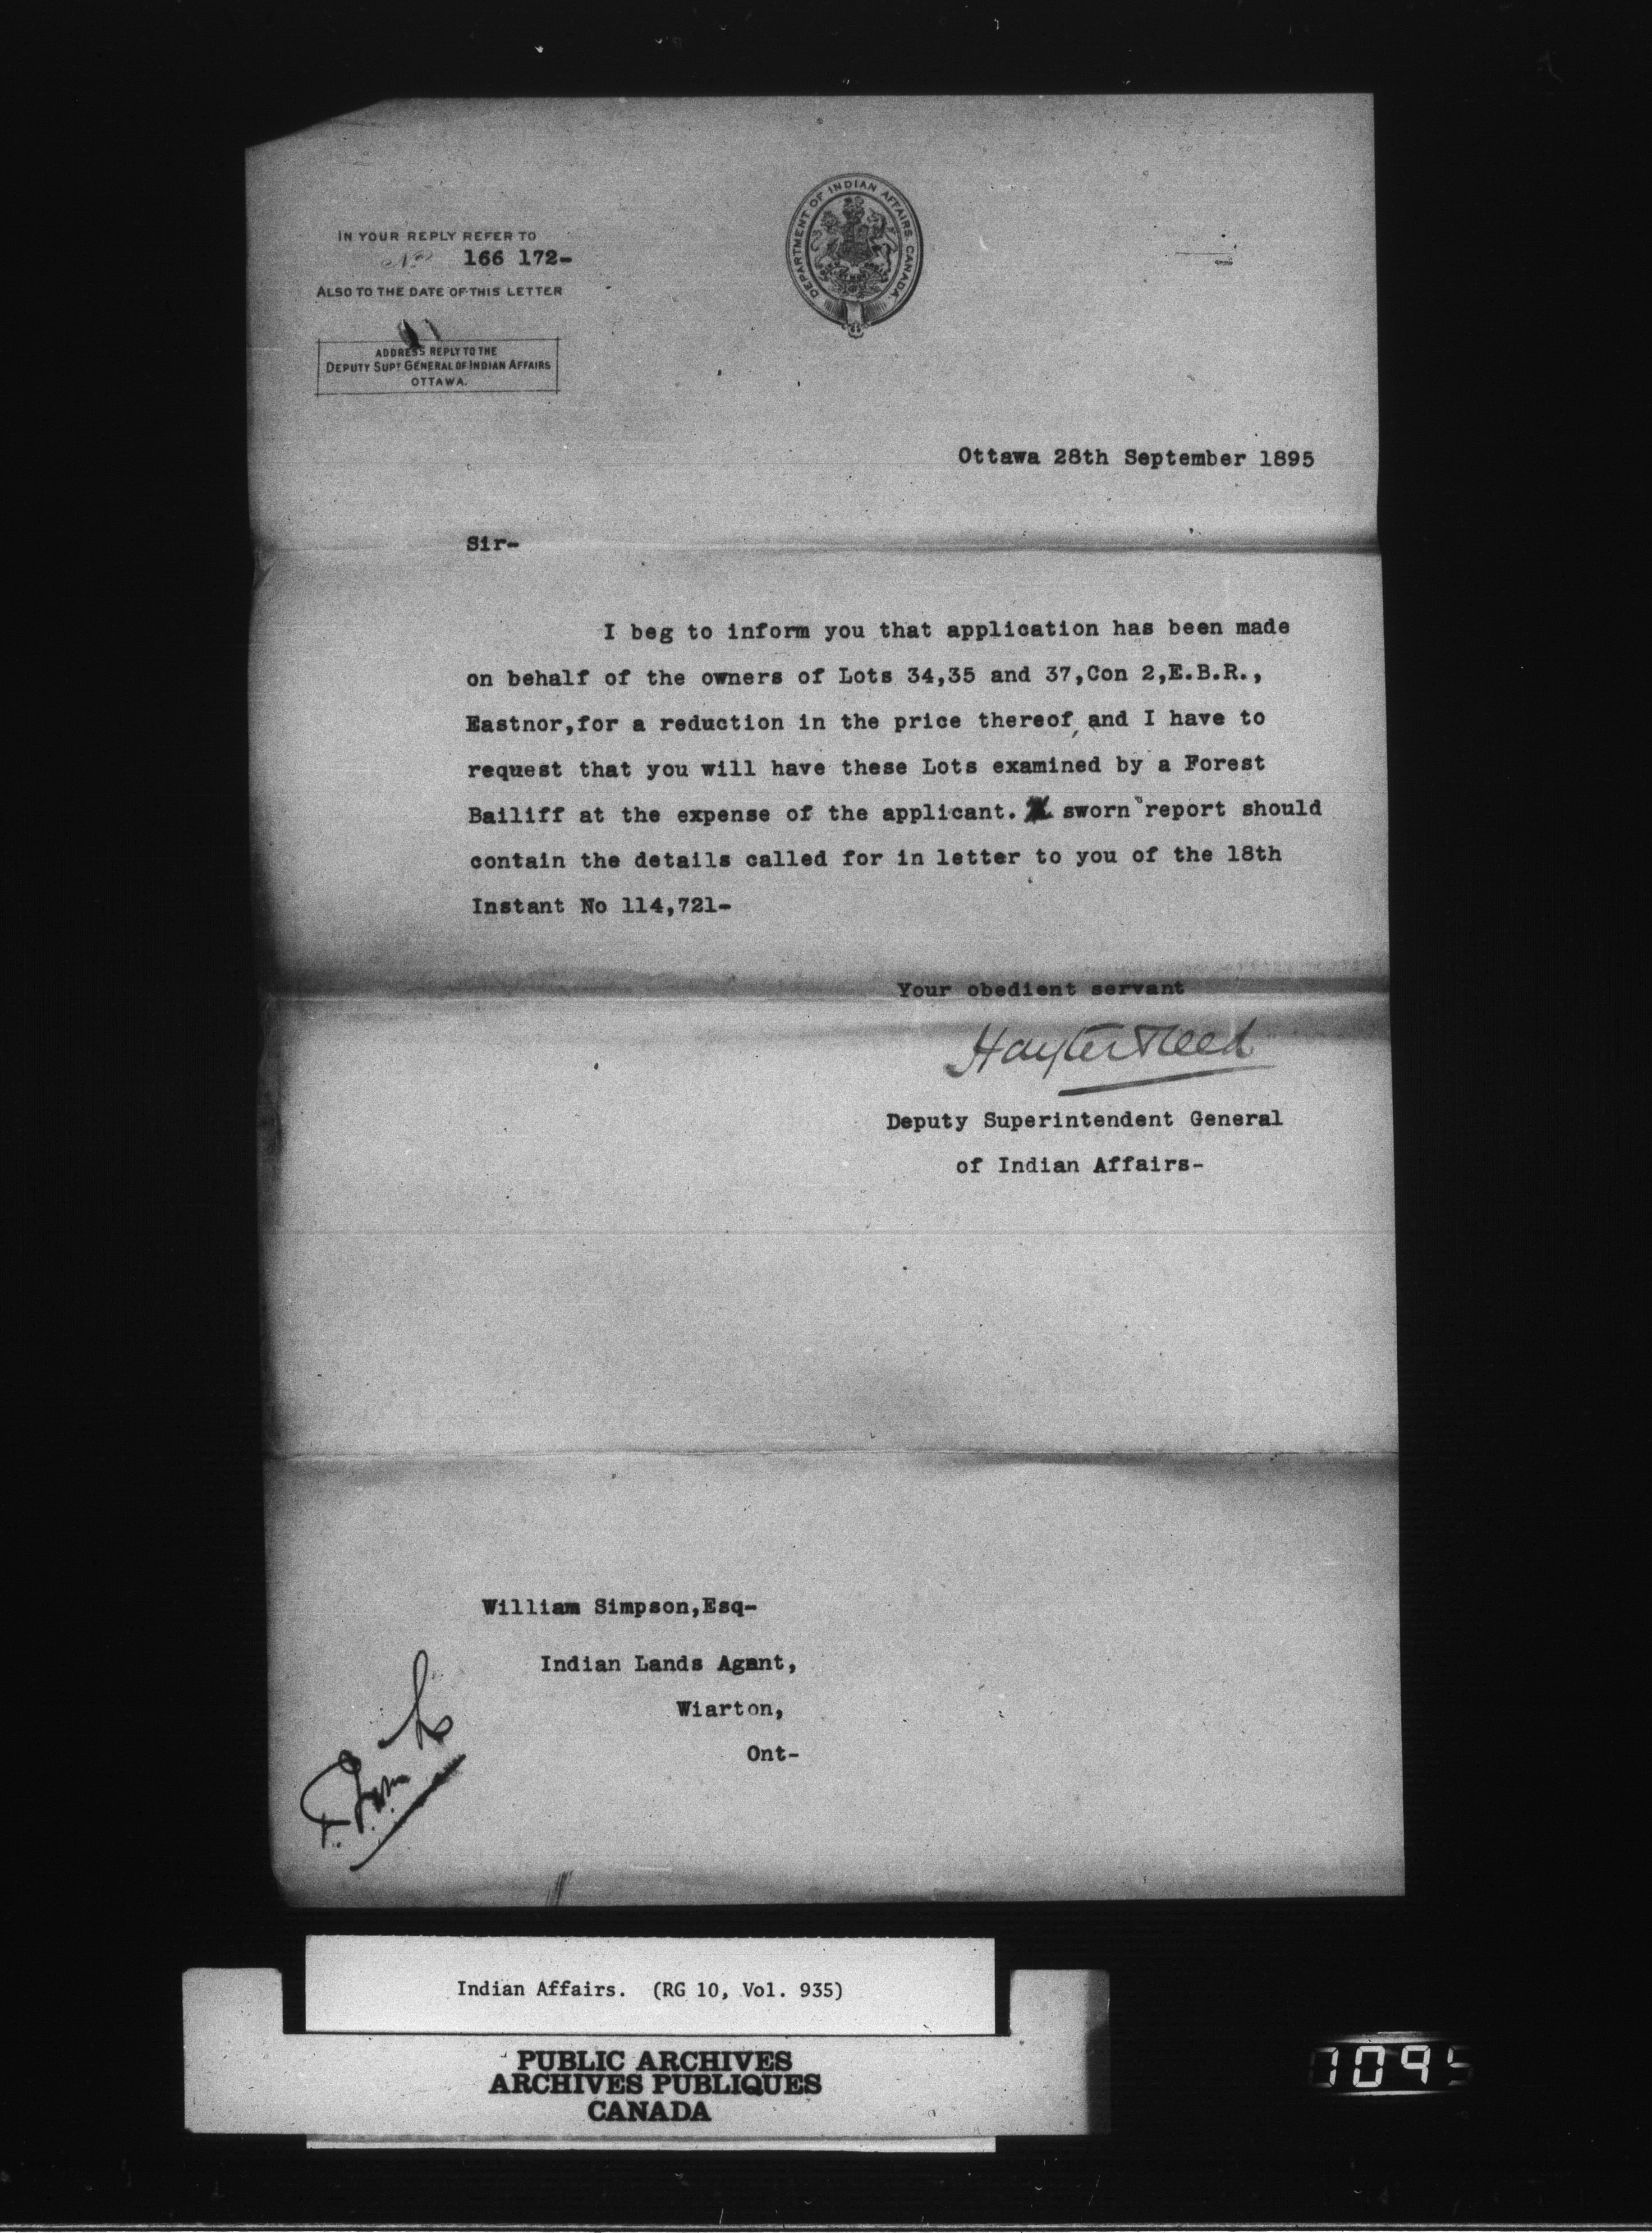 IN YOUR REPLY REFER TO
No 166 172-
ALSO TO THE DATE OF THIS LETTER
ADDRESS REPLY TO THE
DEPUTY SUPT GENERAL OF INDIAN AFFAIRS
OTTAWA.
DEPARTMENT OF INDIAN AFFAIRS. CANADA.
Ottawa 28th September 1895
Sir-
I beg to inform you that application has been made
on behalf of the owners of Lots 34,35 and 37,Con 2,E.B.R.,
Eastnor,for a reduction in the price thereof, and I have to
request that you will have these Lots examined by a Forest
Bailiff at the expense of the applicant. sworn report should
contain the details called for in letter to you of the 18th
Instant No 114,721-
Your obedient servant
Hayter Reed
Deputy Superintendent General
of Indian Affairs-
William Simpson,Esq-
Indian Lands Agent,
Wiarton,
Ont-
Indian Affairs. (RG 10, Vol. 935)
PUBLIC ARCHIVES
ARCHIVES PUBLIQUES
CANADA
1095